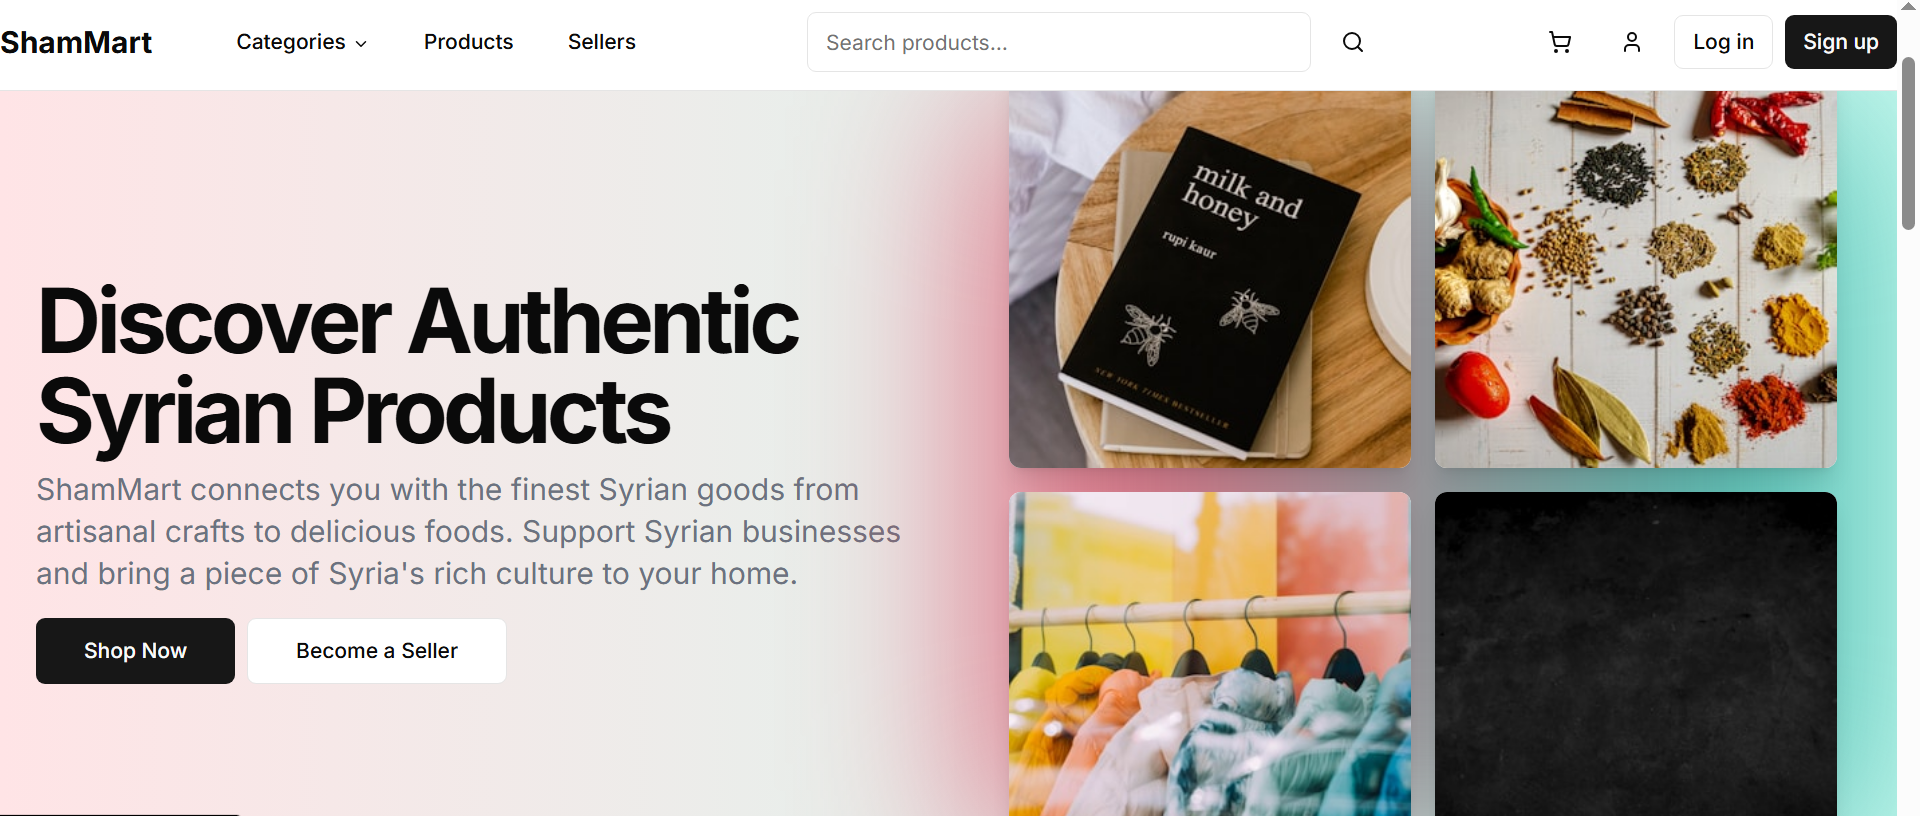 ShamMart
Categories
Products
Sellers
Search products...
Log in
Sign up
Discover Authentic
Syrian Products
ShamMart connects you with the finest Syrian goods from
artisanal crafts to delicious foods. Support Syrian businesses
and bring a piece of Syria's rich culture to your home.
Shop Now
Become a Seller
milk and
honey
rupi kaur
NEW YORK TIMES BESTSELLER